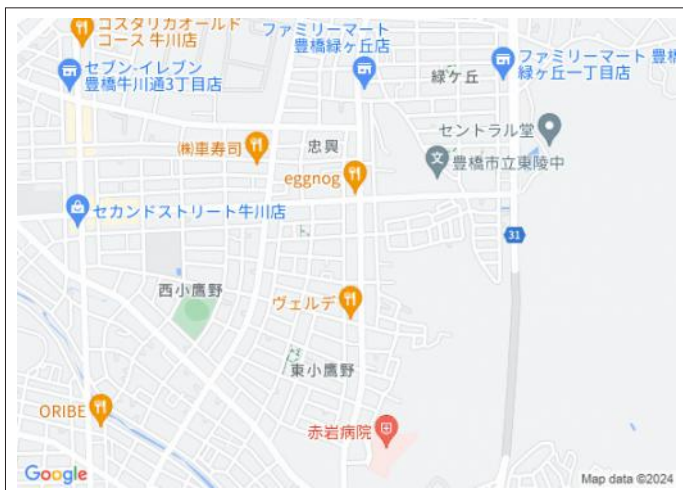 コスタリカオールド
コース 牛川店
ファミリーマート
豊橋緑ヶ丘店
セブン-イレブン
豊橋牛川通3丁目店
緑ケ丘
ファミリーマート 豊橋
緑ヶ丘一丁目店
セントラル堂
㈱車寿司
忠興
豊橋市立東陵中
eggnog
セカンドストリート牛川店
31
西小鷹野
ヴェルデ
東小鷹野
ORIBE
赤岩病院
Google
Map data ©2024